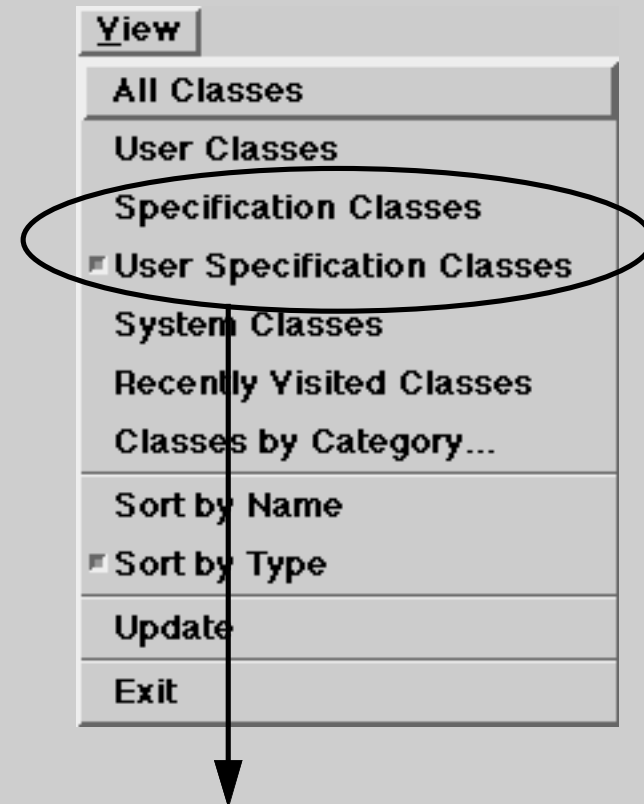 View
All Classes
User Classes
Specification Classes
User Specification Classes
System Classes
Recently Visited Classes
Classes by Category...
Sort by Name
Sort by Type
Update
Exit